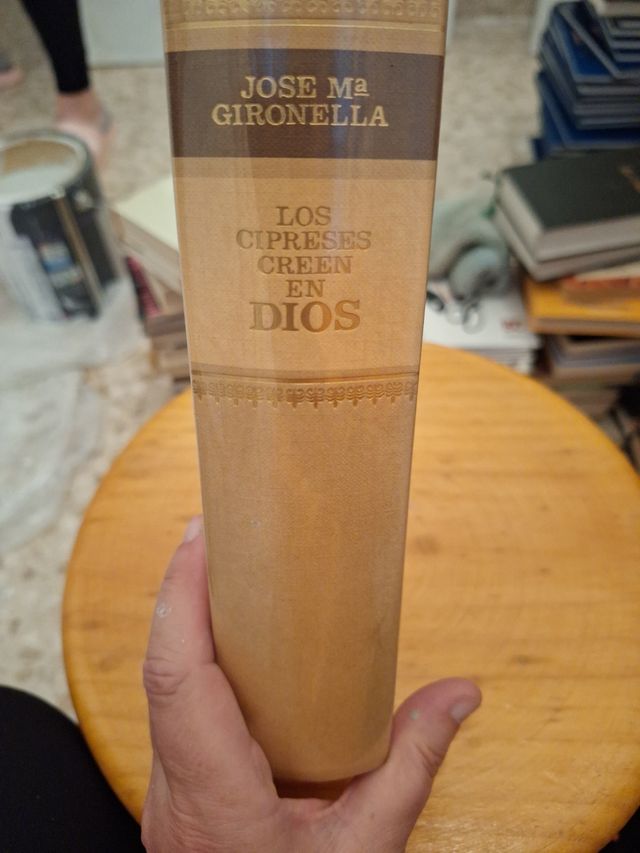 JOSE Mª
GIRONELLA
LOS
CIPRESES
CREEN
EN
DIOS